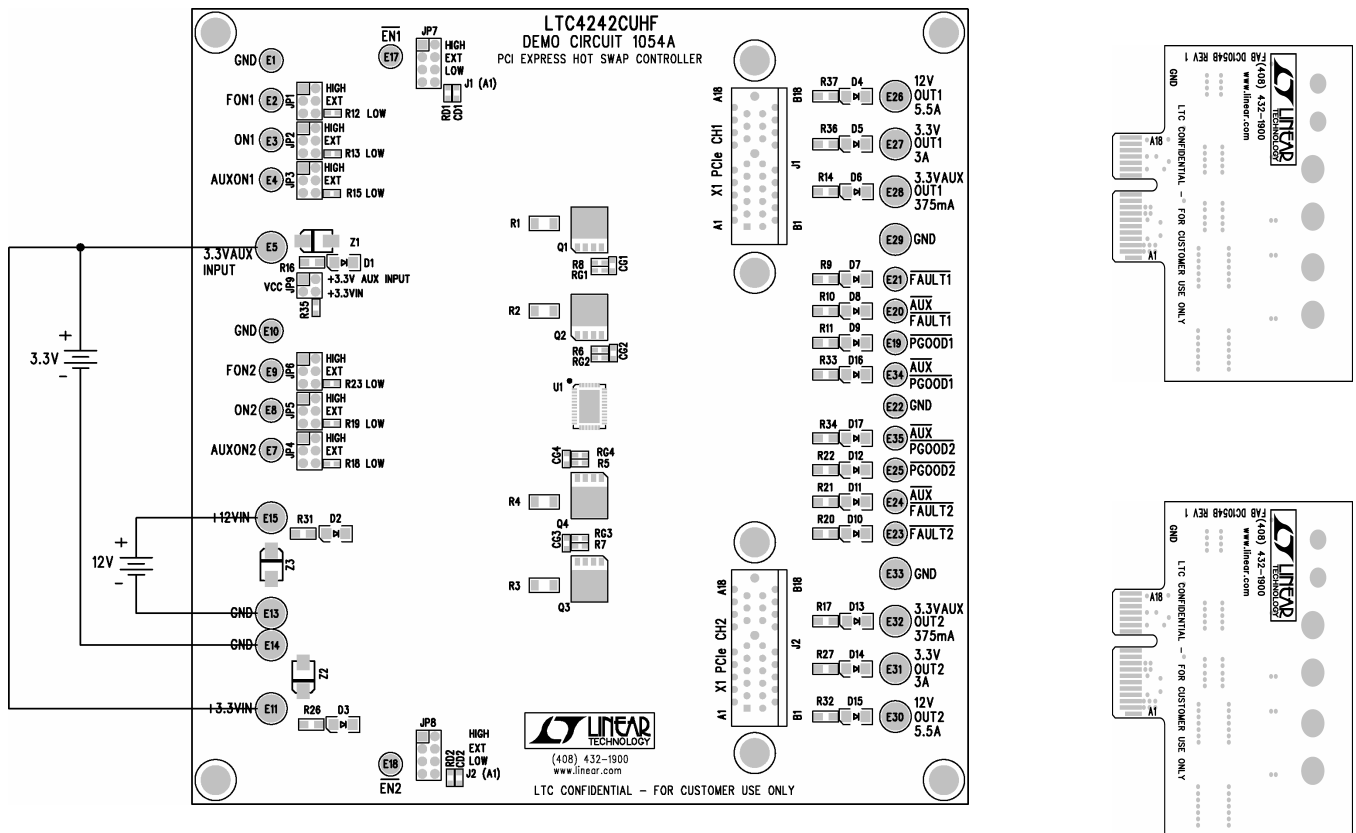 LTC4242CUHF
DEMO CIRCUIT 1054A
PCI EXPRESS HOT SWAP CONTROLLER
EN1
E17
JP7
HIGH
EXT
LOW
J1 (A1)
RD1
CD1
GND E1
FON1 E2
JP1
HIGH
EXT
R12 LOW
ON1 E3
JP2
HIGH
EXT
R13 LOW
AUXON1 E4
JP3
HIGH
EXT
R15 LOW
E5
3.3VAUX
INPUT
Z1
R16
D1
VCC
JP9
+3.3V AUX INPUT
+3.3VIN
R35
GND E10
FON2 E9
JP6
HIGH
EXT
R23 LOW
ON2 E8
JP5
HIGH
EXT
R19 LOW
AUXON2 E7
JP4
HIGH
EXT
R18 LOW
+
3.3V
-
+12VIN E15
R31
D2
+
12V
-
Z3
GND E13
GND E14
Z2
+3.3VIN E11
R26
D3
E18
EN2
JP8
HIGH
EXT
LOW
J2 (A1)
RD2
CD2
R1
Q1
R8
RG1
CG1
R2
Q2
R6
RG2
CG2
U1
CG4
RG4
R5
R4
Q4
CG3
RG3
R7
R3
Q3
A18
B18
X1 PCIe CH1
J1
A1
B1
A18
B18
X1 PCIe CH2
J2
A1
B1
R37 D4 E26 12V
OUT1
5.5A
R36 D5 E27 3.3V
OUT1
3A
R14 D6 E28 3.3VAUX
OUT1
375mA
E29 GND
R9 D7 E21 FAULT1
R10 D8 E20 AUX
FAULT1
R11 D9 E19 PGOOD1
R33 D16 E34 AUX
PGOOD1
E22 GND
R34 D17 E35 AUX
PGOOD2
R22 D12 E25 PGOOD2
R21 D11 E24 AUX
FAULT2
R20 D10 E23 FAULT2
E33 GND
R17 D13 E32 3.3VAUX
OUT2
375mA
R27 D14 E31 3.3V
OUT2
3A
R32 D15 E30 12V
OUT2
5.5A
LINEAR
TECHNOLOGY
(408) 432-1900
www.linear.com
LTC CONFIDENTIAL - FOR CUSTOMER USE ONLY
FAB DC1054B REV 1
(408) 432-1900
www.linear.com
LINEAR
TECHNOLOGY
GND
LTC CONFIDENTIAL - FOR CUSTOMER USE ONLY
A18
A1
FAB DC1054B REV 1
(408) 432-1900
www.linear.com
LINEAR
TECHNOLOGY
GND
LTC CONFIDENTIAL - FOR CUSTOMER USE ONLY
A18
A1